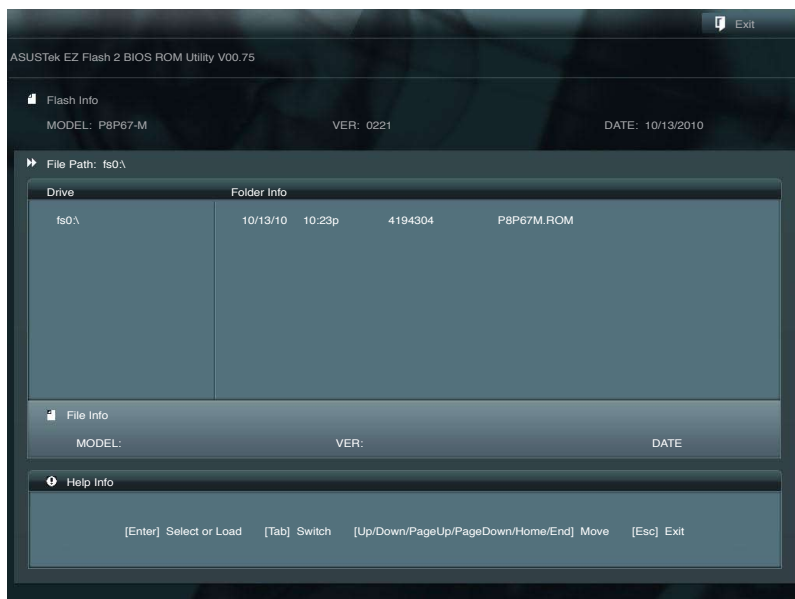 Exit
ASUSTek EZ Flash 2 BIOS ROM Utility V00.75
Flash Info
MODEL: P8P67-M VER: 0221 DATE: 10/13/2010
File Path: fs0:\
Drive Folder Info
fs0:\ 10/13/10 10:23p 4194304 P8P67M.ROM
File Info
MODEL: VER: DATE
Help Info
[Enter] Select or Load [Tab] Switch [Up/Down/PageUp/PageDown/Home/End] Move [Esc] Exit